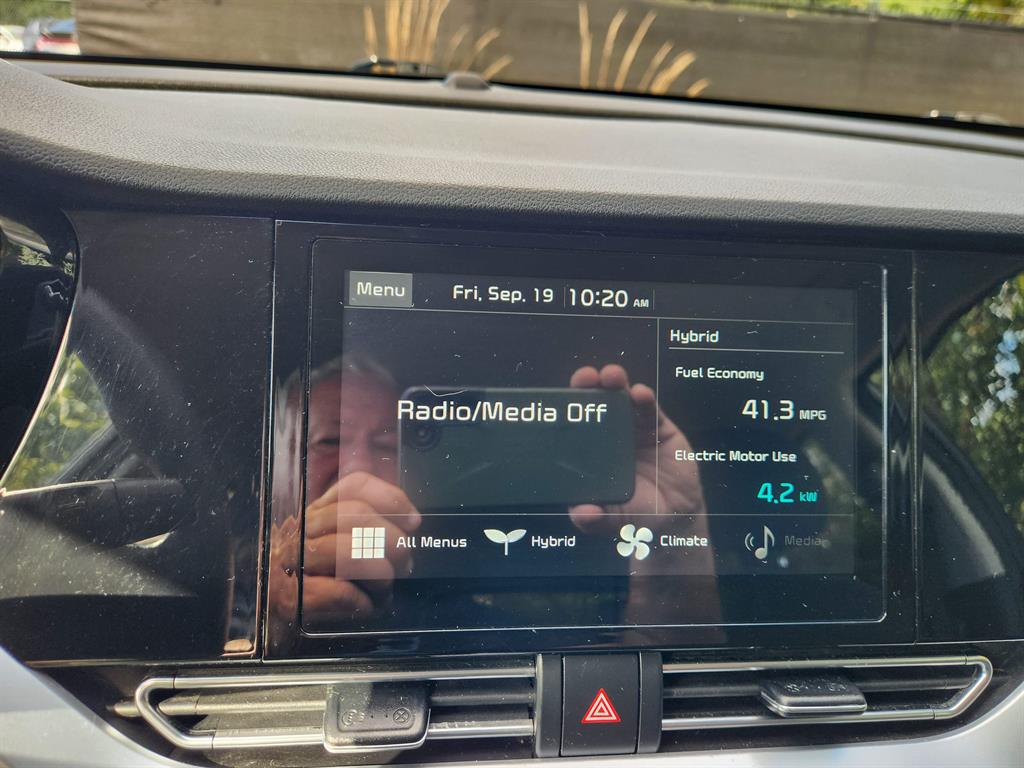 Menu
Fri, Sep. 19 10:20 AM
Hybrid
Fuel Economy
41.3 MPG
Radio/Media Off
Electric Motor Use
4.2 kW
All Menus
Hybrid
Climate
Media